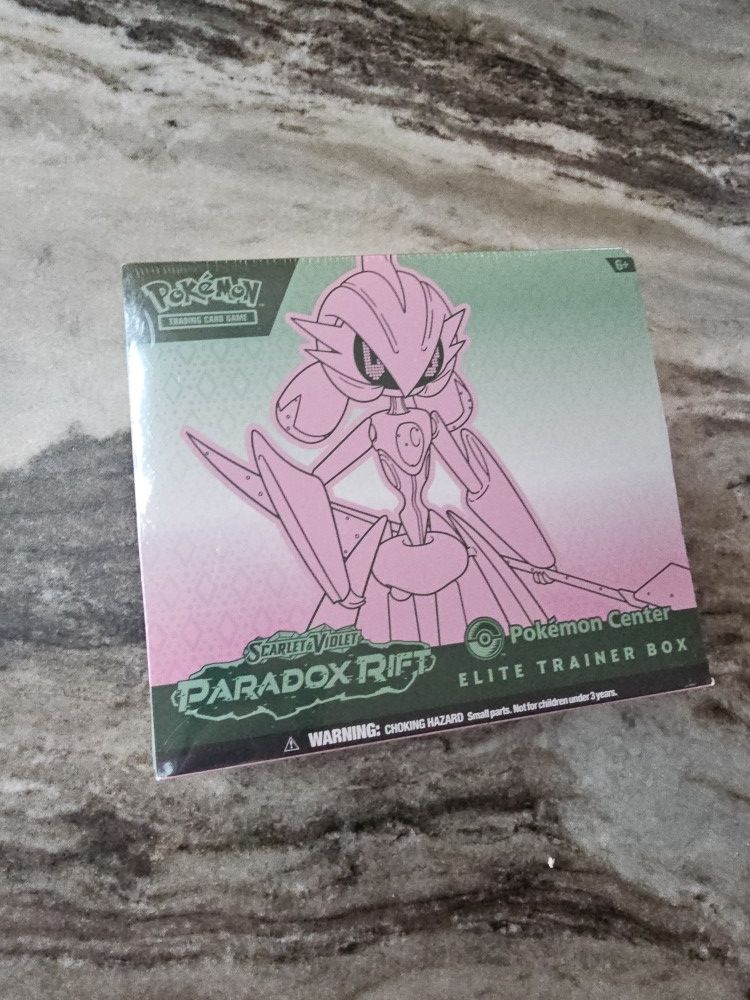 Pokémon
TRADING CARD GAME
6+
SCARLET & VIOLET
PARADOX RIFT
Pokémon Center
ELITE TRAINER BOX
WARNING: CHOKING HAZARD Small parts. Not for children under 3 years.